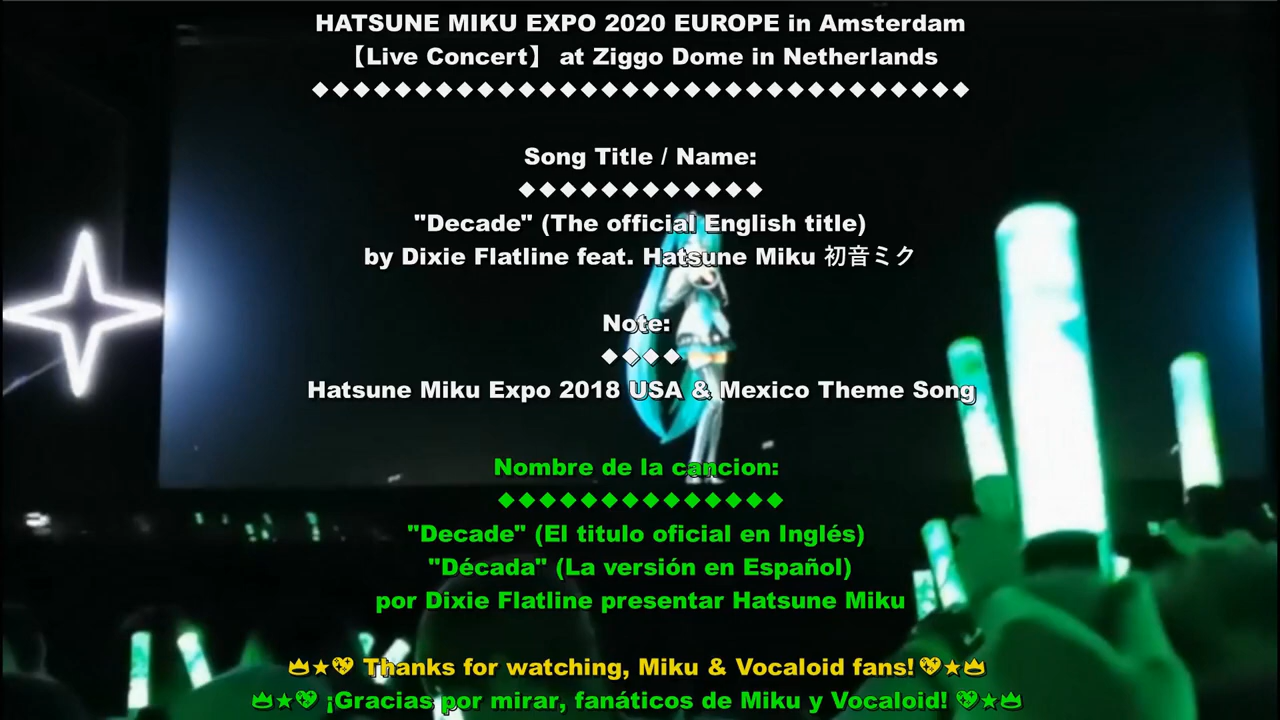 HATSUNE MIKU EXPO 2020 EUROPE in Amsterdam
【Live Concert】 at Ziggo Dome in Netherlands
◆◆◆◆◆◆◆◆◆◆◆◆◆◆◆◆◆◆◆◆◆◆◆◆◆◆◆◆◆◆◆◆
Song Title / Name:
◆◆◆◆◆◆◆◆◆◆◆◆
"Decade" (The official English title)
by Dixie Flatline feat. Hatsune Miku 初音ミク
Note:
◆◆◆◆
Hatsune Miku Expo 2018 USA & Mexico Theme Song
Nombre de la cancion:
◆◆◆◆◆◆◆◆◆◆◆◆◆◆
"Decade" (El titulo oficial en Inglés)
"Década" (La versión en Español)
por Dixie Flatline presentar Hatsune Miku
♛★💖 Thanks for watching, Miku & Vocaloid fans!💖★♛
♛★💖 ¡Gracias por mirar, fanáticos de Miku y Vocaloid! 💖★♛